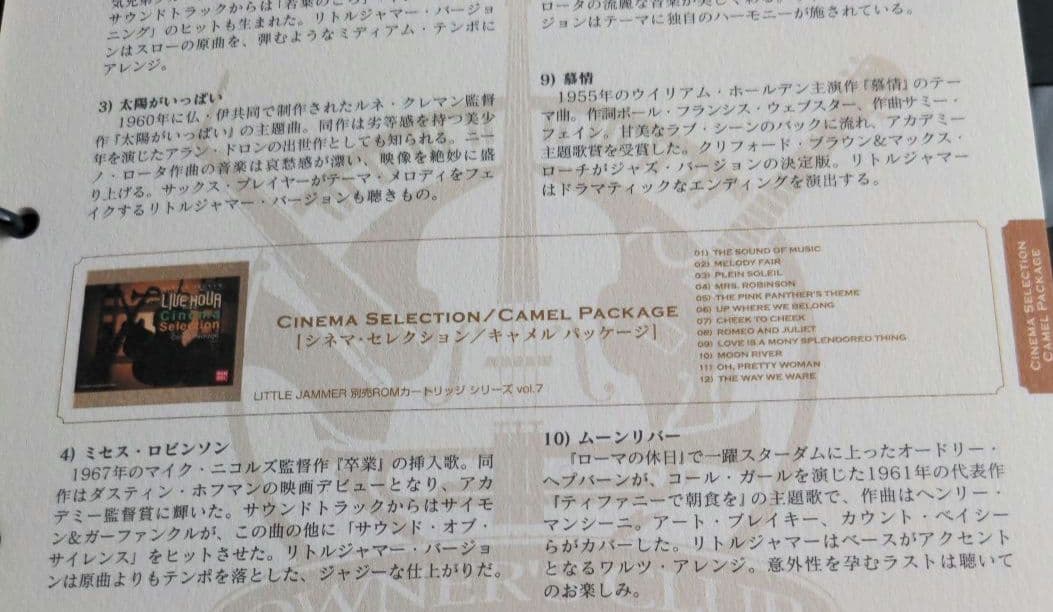 サウンドトラックからは「若葉のころ」
ニング」のヒットも生まれた。リトルジャマー・バージョ
ンはスローの原曲を、弾むようなミディアム・テンポに
アレンジ。
3) 太陽がいっぱい
1960年に仏・伊共同で制作されたルネ・クレマン監督
作『太陽がいっぱい』の主題曲。同作は劣等感を持つ美少
年を演じたアラン・ドロンの出世作としても知られる。ニー
ノ・ロータ作曲の音楽は哀愁感が漂い、映像を絶妙に盛
り上げる。サックス・プレイヤーがテーマ・メロディをフェ
イクするリトルジャマー・バージョンも聴きもの。
ロータの流麗な音楽が美しく
ジョンはテーマに独自のハーモニーが施されている。
9) 慕情
1955年のウイリアム・ホールデン主演作『慕情』のテー
マ曲。作詞ポール・フランシス・ウェブスター、作曲サミー・
フェイン。甘美なラブ・シーンのバックに流れ、アカデミー
主題歌賞を受賞した。クリフォード・ブラウン&マックス・
ローチがジャズ・バージョンの決定版。リトルジャマー
はドラマティックなエンディングを演出する。
LIVE HOUR
Cinema
Selection
CINEMA SELECTION/CAMEL PACKAGE
[シネマ・セレクション/キャメル パッケージ]
LITTLE JAMMER 別売ROMカートリッジ シリーズ vol.7
01) THE SOUND OF MUSIC
02) MELODY FAIR
03) PLEIN SOLEIL
04) MRS. ROBINSON
05) THE PINK PANTHER'S THEME
06) UP WHERE WE BELONG
07) CHEEK TO CHEEK
08) ROMEO AND JULIET
09) LOVE IS A MONY SPLENDORED THING
10) MOON RIVER
11) OH, PRETTY WOMAN
12) THE WAY WE WARE
CINEMA SELECTION
CAMEL PACKAGE
4) ミセス・ロビンソン
1967年のマイク・ニコルズ監督作『卒業』の挿入歌。同
作はダスティン・ホフマンの映画デビューとなり、アカ
デミー監督賞に輝いた。サウンドトラックからはサイモ
ン&ガーファンクルが、この曲の他に「サウンド・オブ・
サイレンス」をヒットさせた。リトルジャマー・バージョ
ンは原曲よりもテンポを落とした、ジャジーな仕上がりだ。
10) ムーンリバー
『ローマの休日』で一躍スターダムに上ったオードリー・
ヘプバーンが、コール・ガールを演じた1961年の代表作
『ティファニーで朝食を』の主題歌で、作曲はヘンリー・
マンシーニ。アート・ブレイキー、カウント・ベイシー
らがカバーした。リトルジャマーはベースがアクセント
となるワルツ・アレンジ。意外性を孕むラストは聴いて
のお楽しみ。
OWNER'S CLUB